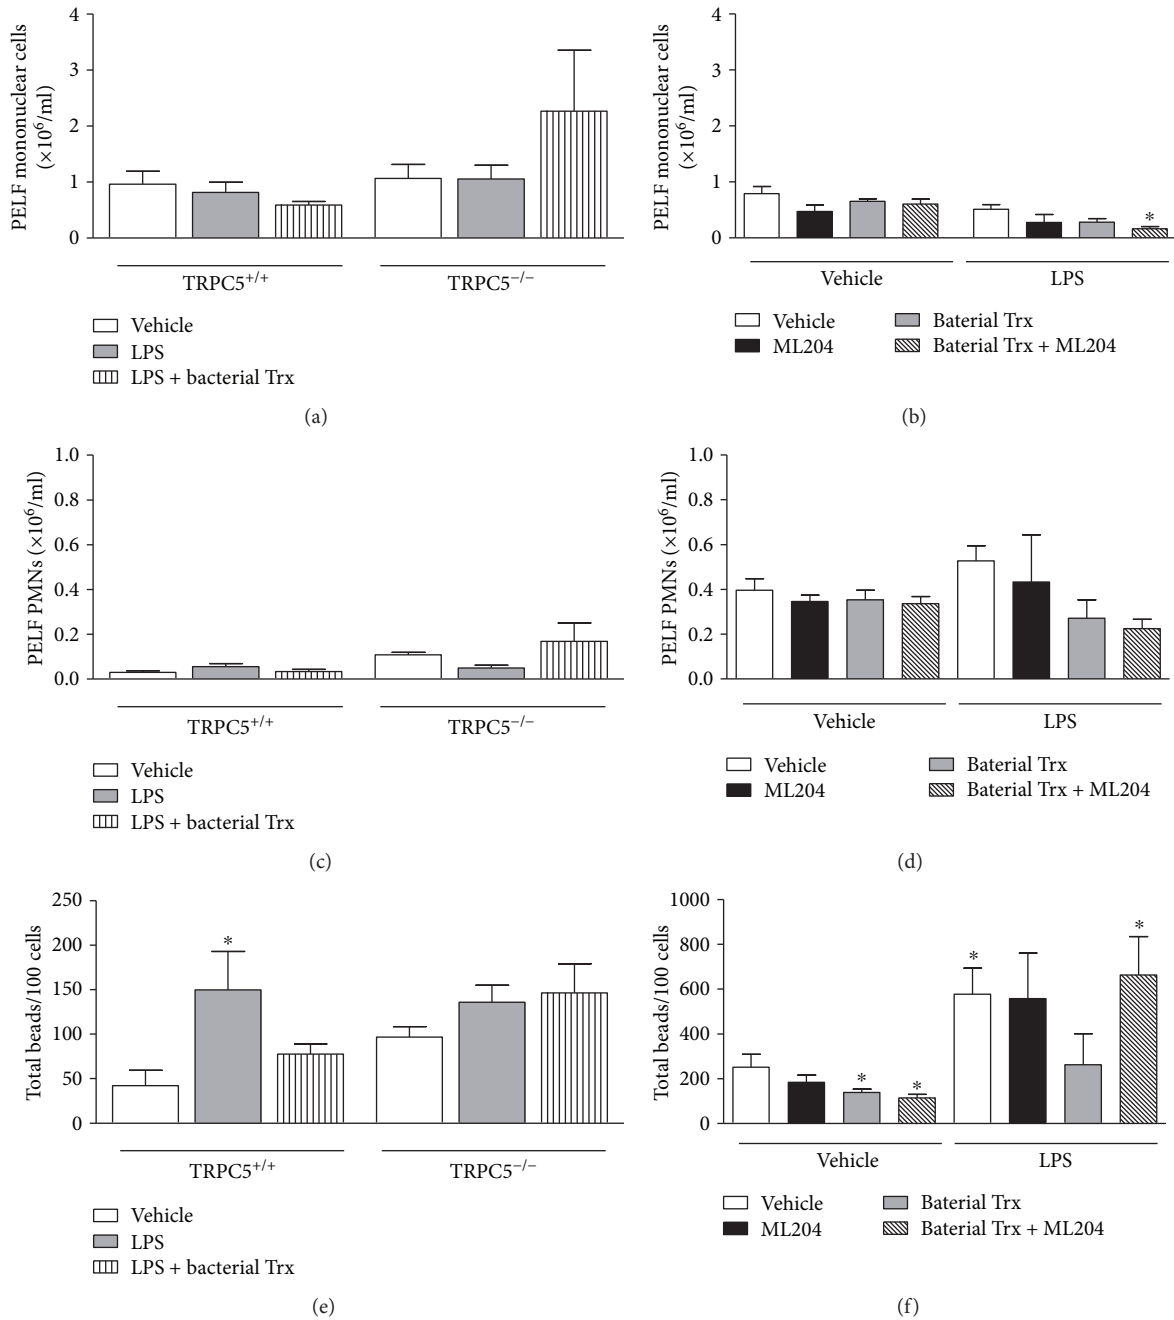 PELF mononuclear cells
(×10⁶/ml)
4
3
2
1
0
TRPC5⁺/⁺
TRPC5⁻/⁻
Vehicle
LPS
LPS + bacterial Trx
(a)
PELF mononuclear cells
(×10⁶/ml)
4
3
2
1
0
*
Vehicle
LPS
Vehicle
ML204
Baterial Trx
Baterial Trx + ML204
(b)
PELF PMNs (×10⁶/ml)
1.0
0.8
0.6
0.4
0.2
0.0
TRPC5⁺/⁺
TRPC5⁻/⁻
Vehicle
LPS
LPS + bacterial Trx
(c)
PELF PMNs (×10⁶/ml)
1.0
0.8
0.6
0.4
0.2
0.0
Vehicle
LPS
Vehicle
ML204
Baterial Trx
Baterial Trx + ML204
(d)
Total beads/100 cells
250
200
150
100
50
0
*
TRPC5⁺/⁺
TRPC5⁻/⁻
Vehicle
LPS
LPS + bacterial Trx
(e)
Total beads/100 cells
1000
800
600
400
200
0
*
*
*
*
Vehicle
LPS
Vehicle
ML204
Baterial Trx
Baterial Trx + ML204
(f)